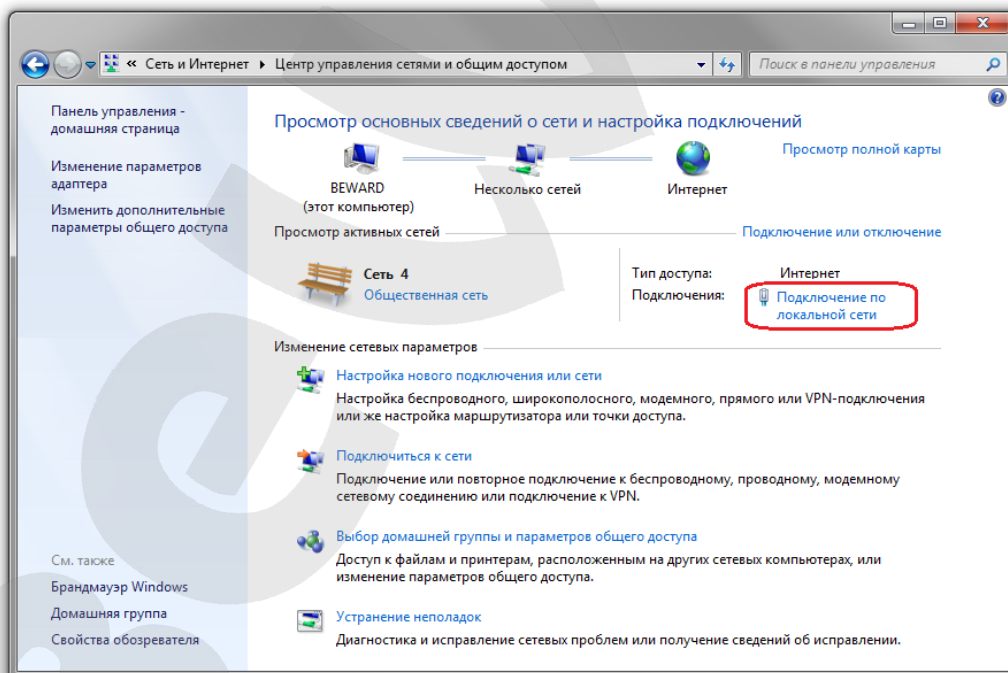 « Сеть и Интернет ▸ Центр управления сетями и общим доступом
Поиск в панели управления
Панель управления -
домашняя страница
Изменение параметров
адаптера
Изменить дополнительные
параметры общего доступа
См. также
Брандмауэр Windows
Домашняя группа
Свойства обозревателя
Просмотр основных сведений о сети и настройка подключений
Просмотр полной карты
BEWARD
(этот компьютер)
Несколько сетей
Интернет
Просмотр активных сетей
Подключение или отключение
Сеть 4
Общественная сеть
Тип доступа: Интернет
Подключения: Подключение по
локальной сети
Изменение сетевых параметров
Настройка нового подключения или сети
Настройка беспроводного, широкополосного, модемного, прямого или VPN-подключения
или же настройка маршрутизатора или точки доступа.
Подключиться к сети
Подключение или повторное подключение к беспроводному, проводному, модемному
сетевому соединению или подключение к VPN.
Выбор домашней группы и параметров общего доступа
Доступ к файлам и принтерам, расположенным на других сетевых компьютерах, или
изменение параметров общего доступа.
Устранение неполадок
Диагностика и исправление сетевых проблем или получение сведений об исправлении.